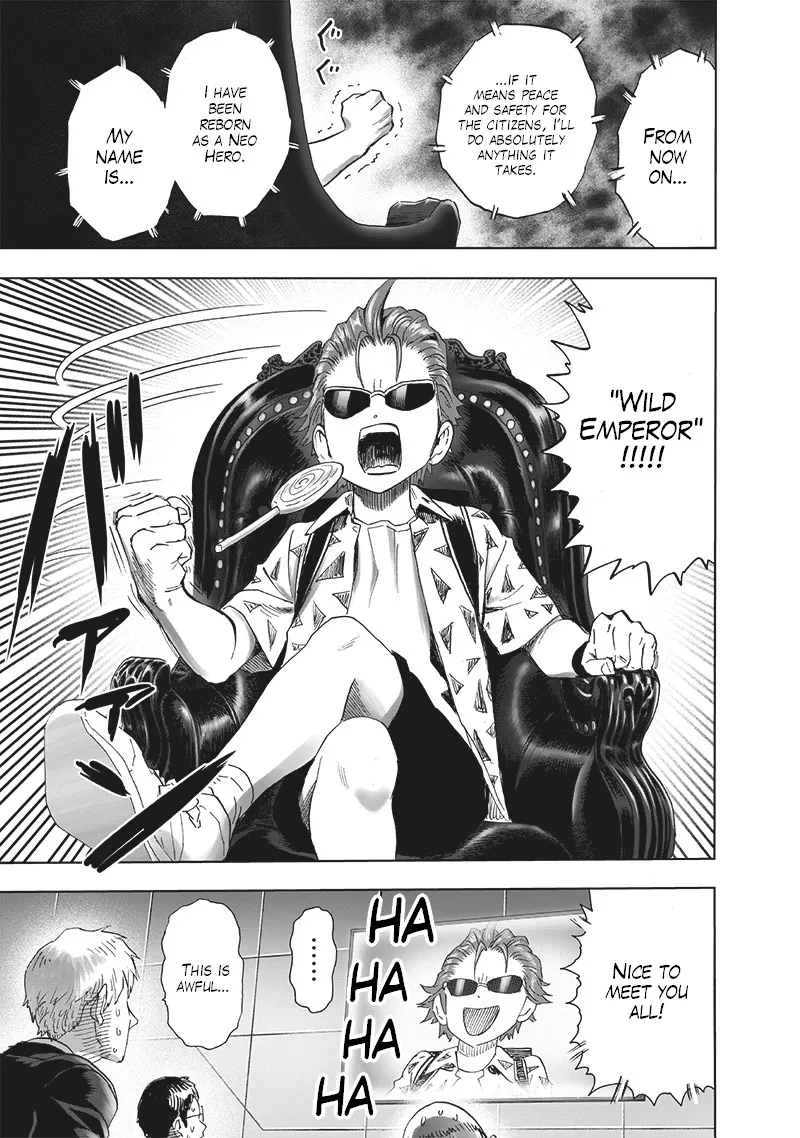 FROM
NOW
ON...
...IF IT
MEANS PEACE
AND SAFETY FOR
THE CITIZENS, I'LL
DO ABSOLUTELY
ANYTHING IT
TAKES.
I HAVE
BEEN
REBORN
AS A NEO
HERO.
MY
NAME
IS...
"WILD
EMPEROR"
!!!!!
NICE TO
MEET YOU
ALL!
HA
HA
HA
HA
......
THIS IS
AWFUL...